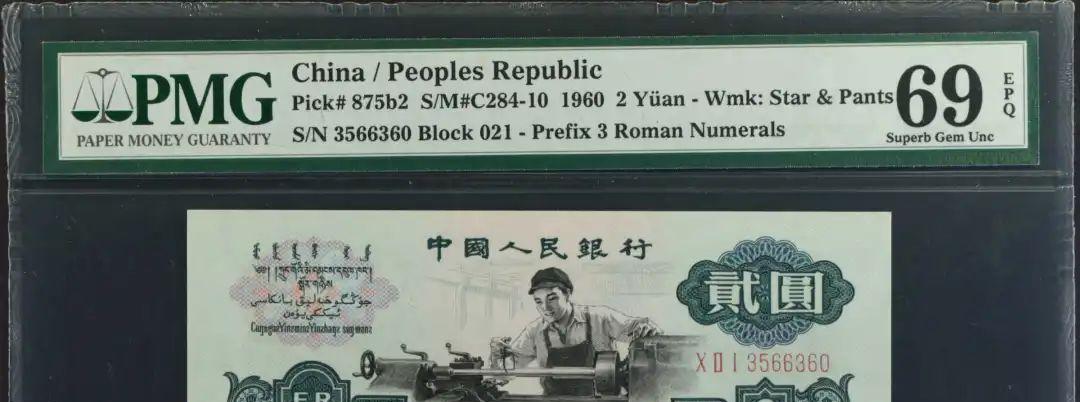 PMG
PAPER MONEY GUARANTY
China / Peoples Republic
Pick# 875b2 S/M#C284-10 1960 2 Yüan - Wmk: Star & Pants
S/N 3566360 Block 021 - Prefix 3 Roman Numerals
69
EPQ
Superb Gem Unc
中國人民銀行
貳圓
X II I 3566360